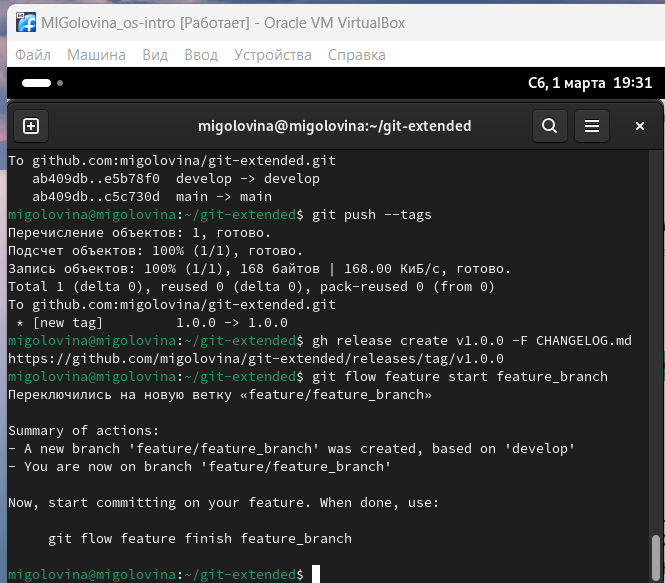 MIGolovina_os-intro [Работает] - Oracle VM VirtualBox
Файл Машина Вид Ввод Устройства Справка
Сб, 1 марта 19:31
migolovina@migolovina:~/git-extended
To github.com:migolovina/git-extended.git
   ab409db..e5b78f0  develop -> develop
   ab409db..c5c730d  main -> main
migolovina@migolovina:~/git-extended$ git push --tags
Перечисление объектов: 1, готово.
Подсчет объектов: 100% (1/1), готово.
Запись объектов: 100% (1/1), 168 байтов | 168.00 КиБ/с, готово.
Total 1 (delta 0), reused 0 (delta 0), pack-reused 0 (from 0)
To github.com:migolovina/git-extended.git
 * [new tag]         1.0.0 -> 1.0.0
migolovina@migolovina:~/git-extended$ gh release create v1.0.0 -F CHANGELOG.md
https://github.com/migolovina/git-extended/releases/tag/v1.0.0
migolovina@migolovina:~/git-extended$ git flow feature start feature_branch
Переключились на новую ветку «feature/feature_branch»
Summary of actions:
- A new branch 'feature/feature_branch' was created, based on 'develop'
- You are now on branch 'feature/feature_branch'
Now, start committing on your feature. When done, use:
     git flow feature finish feature_branch
migolovina@migolovina:~/git-extended$